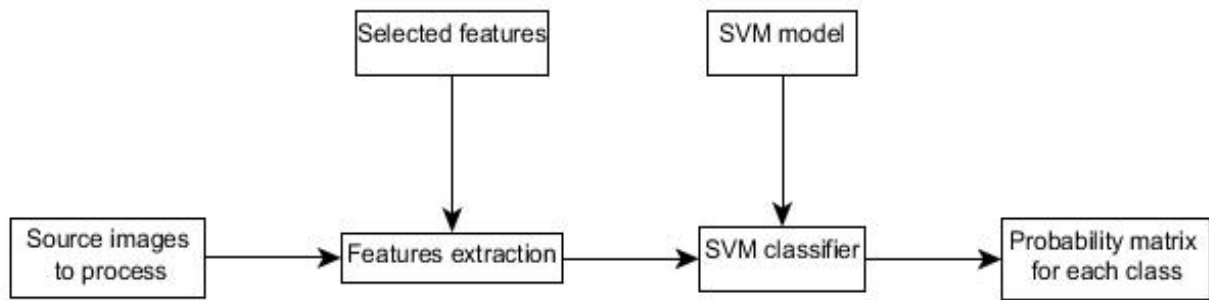 Selected features
SVM model
Source images
to process
Features extraction
SVM classifier
Probability matrix
for each class